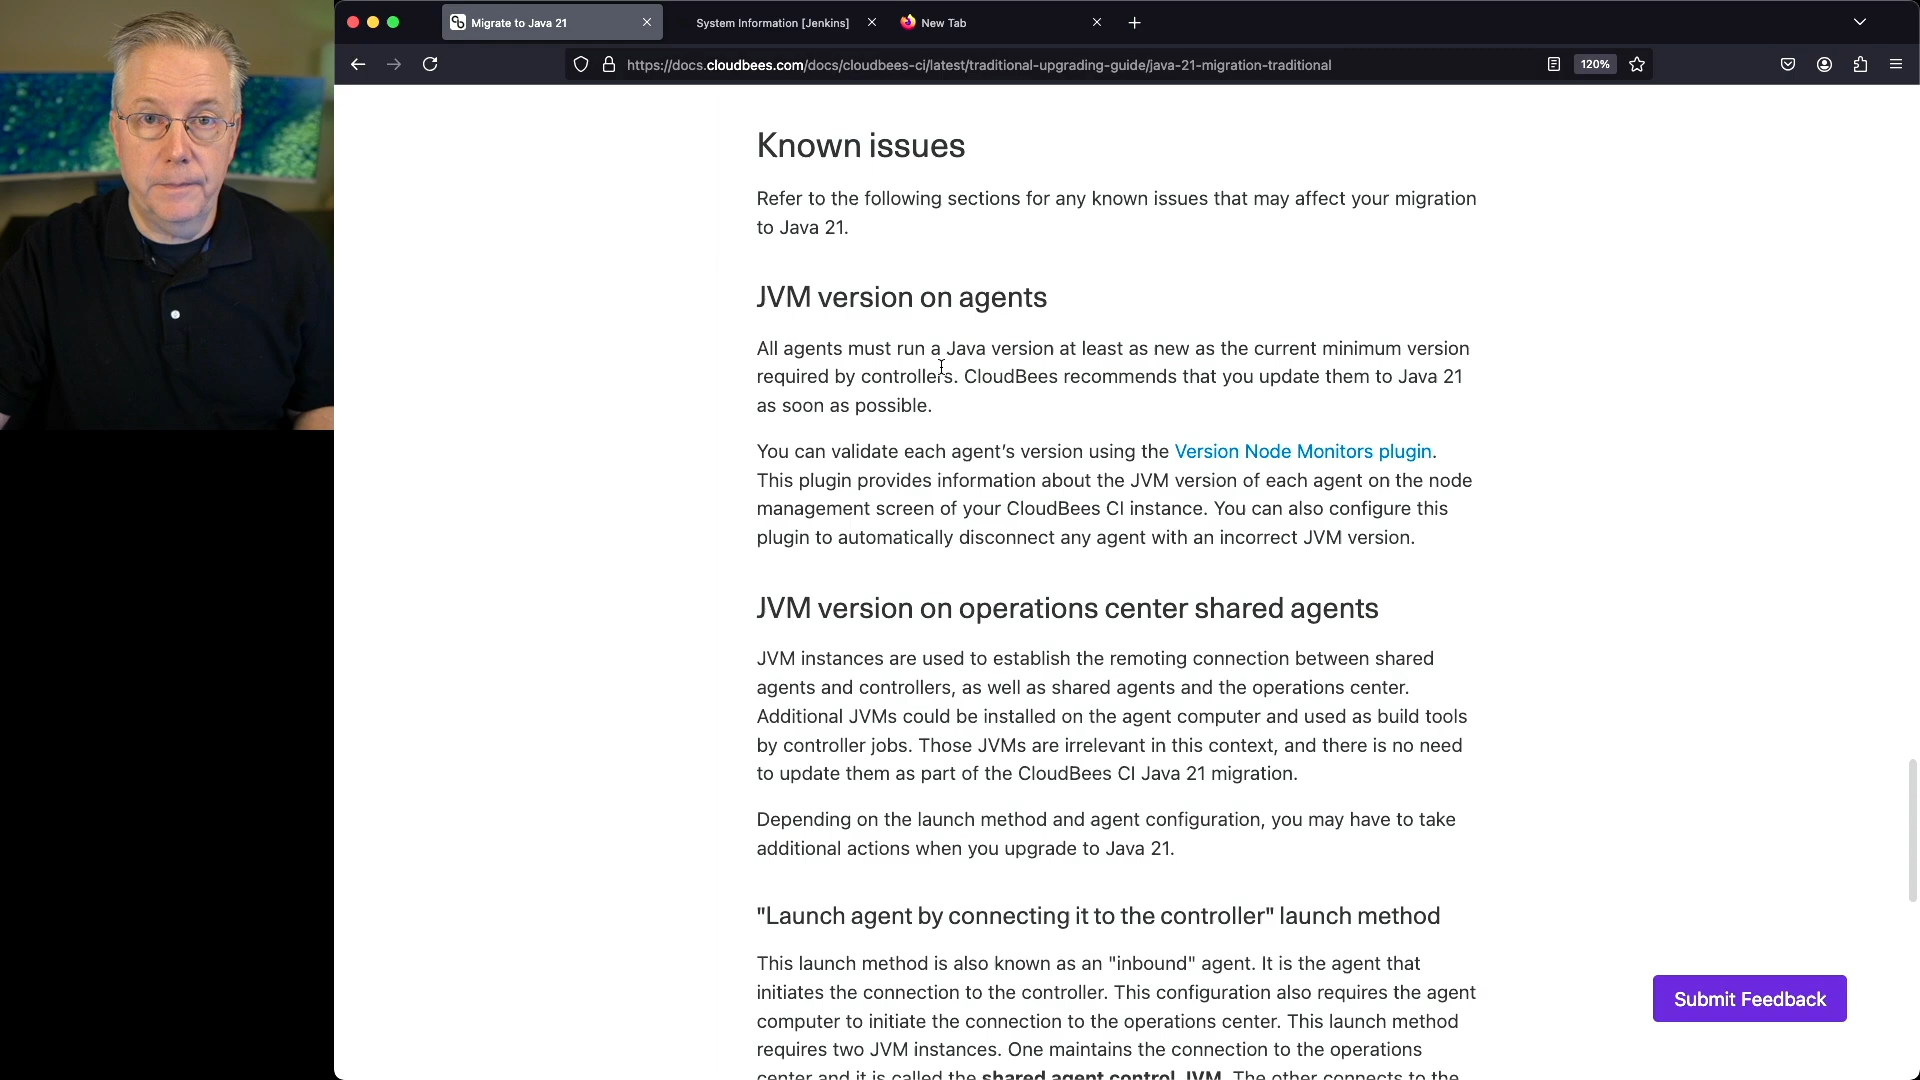 Migrate to Java 21
System Information [Jenkins]
New Tab
https://docs.cloudbees.com/docs/cloudbees-ci/latest/traditional-upgrading-guide/java-21-migration-traditional
120%
Known issues
Refer to the following sections for any known issues that may affect your migration
to Java 21.
JVM version on agents
All agents must run a Java version at least as new as the current minimum version
required by controllers. CloudBees recommends that you update them to Java 21
as soon as possible.
You can validate each agent’s version using the Version Node Monitors plugin.
This plugin provides information about the JVM version of each agent on the node
management screen of your CloudBees CI instance. You can also configure this
plugin to automatically disconnect any agent with an incorrect JVM version.
JVM version on operations center shared agents
JVM instances are used to establish the remoting connection between shared
agents and controllers, as well as shared agents and the operations center.
Additional JVMs could be installed on the agent computer and used as build tools
by controller jobs. Those JVMs are irrelevant in this context, and there is no need
to update them as part of the CloudBees CI Java 21 migration.
Depending on the launch method and agent configuration, you may have to take
additional actions when you upgrade to Java 21.
"Launch agent by connecting it to the controller" launch method
This launch method is also known as an "inbound" agent. It is the agent that
initiates the connection to the controller. This configuration also requires the agent
computer to initiate the connection to the operations center. This launch method
requires two JVM instances. One maintains the connection to the operations
center and it is called the shared agent control JVM. The other connects to the
Submit Feedback